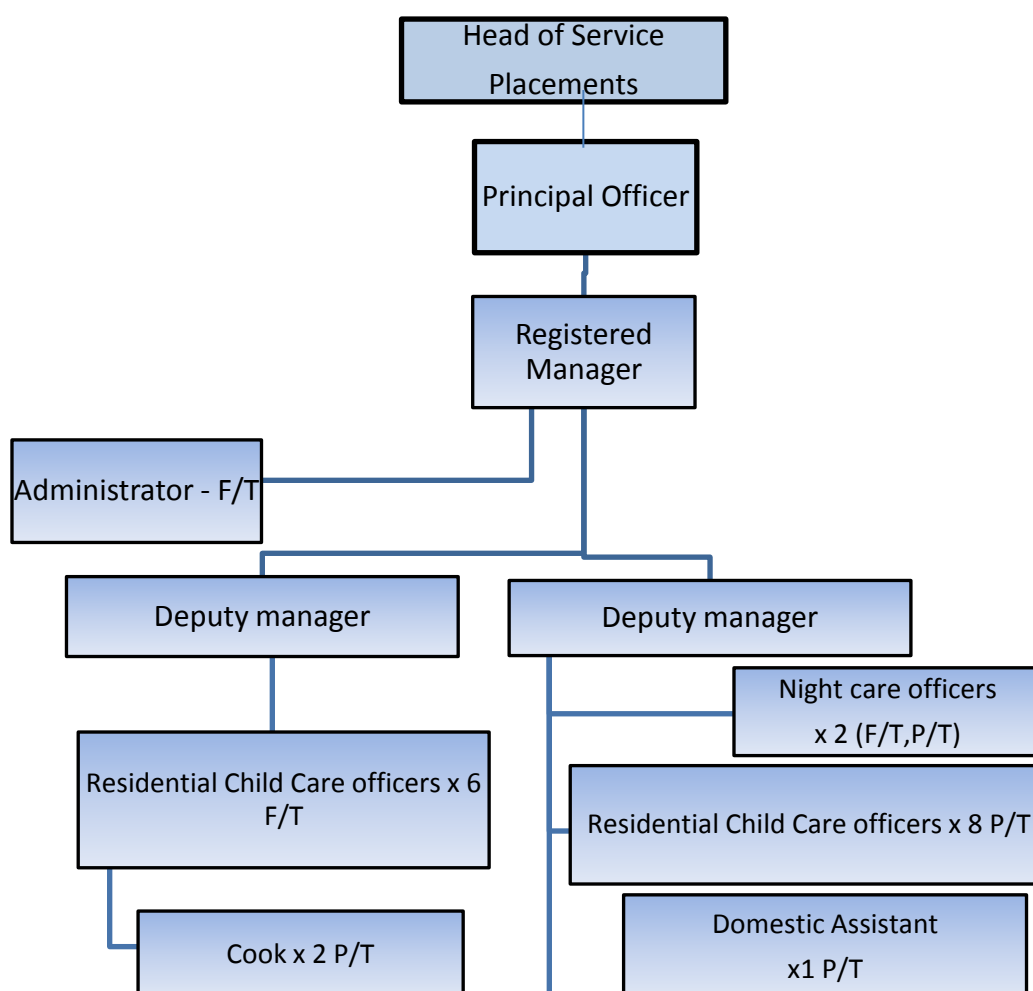 Head of Service
Placements
Principal Officer
Registered
Manager
Administrator - F/T
Deputy manager
Deputy manager
Night care officers
x 2 (F/T,P/T)
Residential Child Care officers x 6
F/T
Residential Child Care officers x 8 P/T
Cook x 2 P/T
Domestic Assistant
x1 P/T